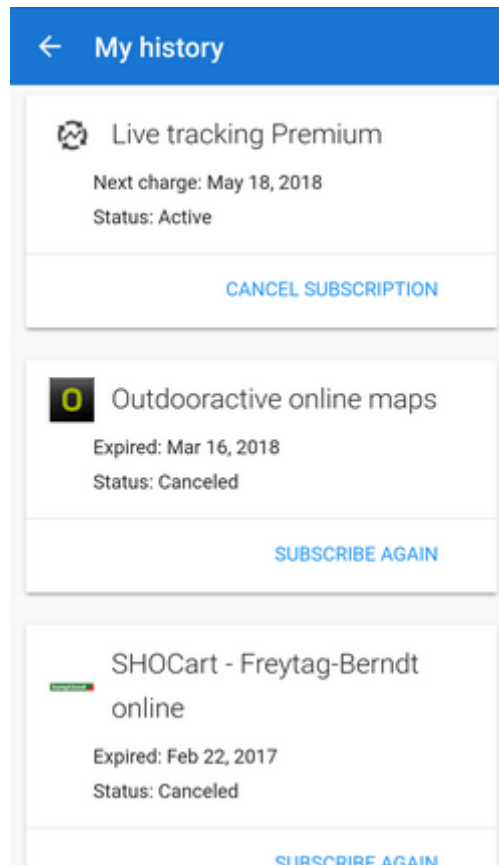 My history
Live tracking Premium
Next charge: May 18, 2018
Status: Active
CANCEL SUBSCRIPTION
O
Outdooractive online maps
Expired: Mar 16, 2018
Status: Canceled
SUBSCRIBE AGAIN
SHOCart - Freytag-Berndt
online
Expired: Feb 22, 2017
Status: Canceled
SUBSCRIBE AGAIN